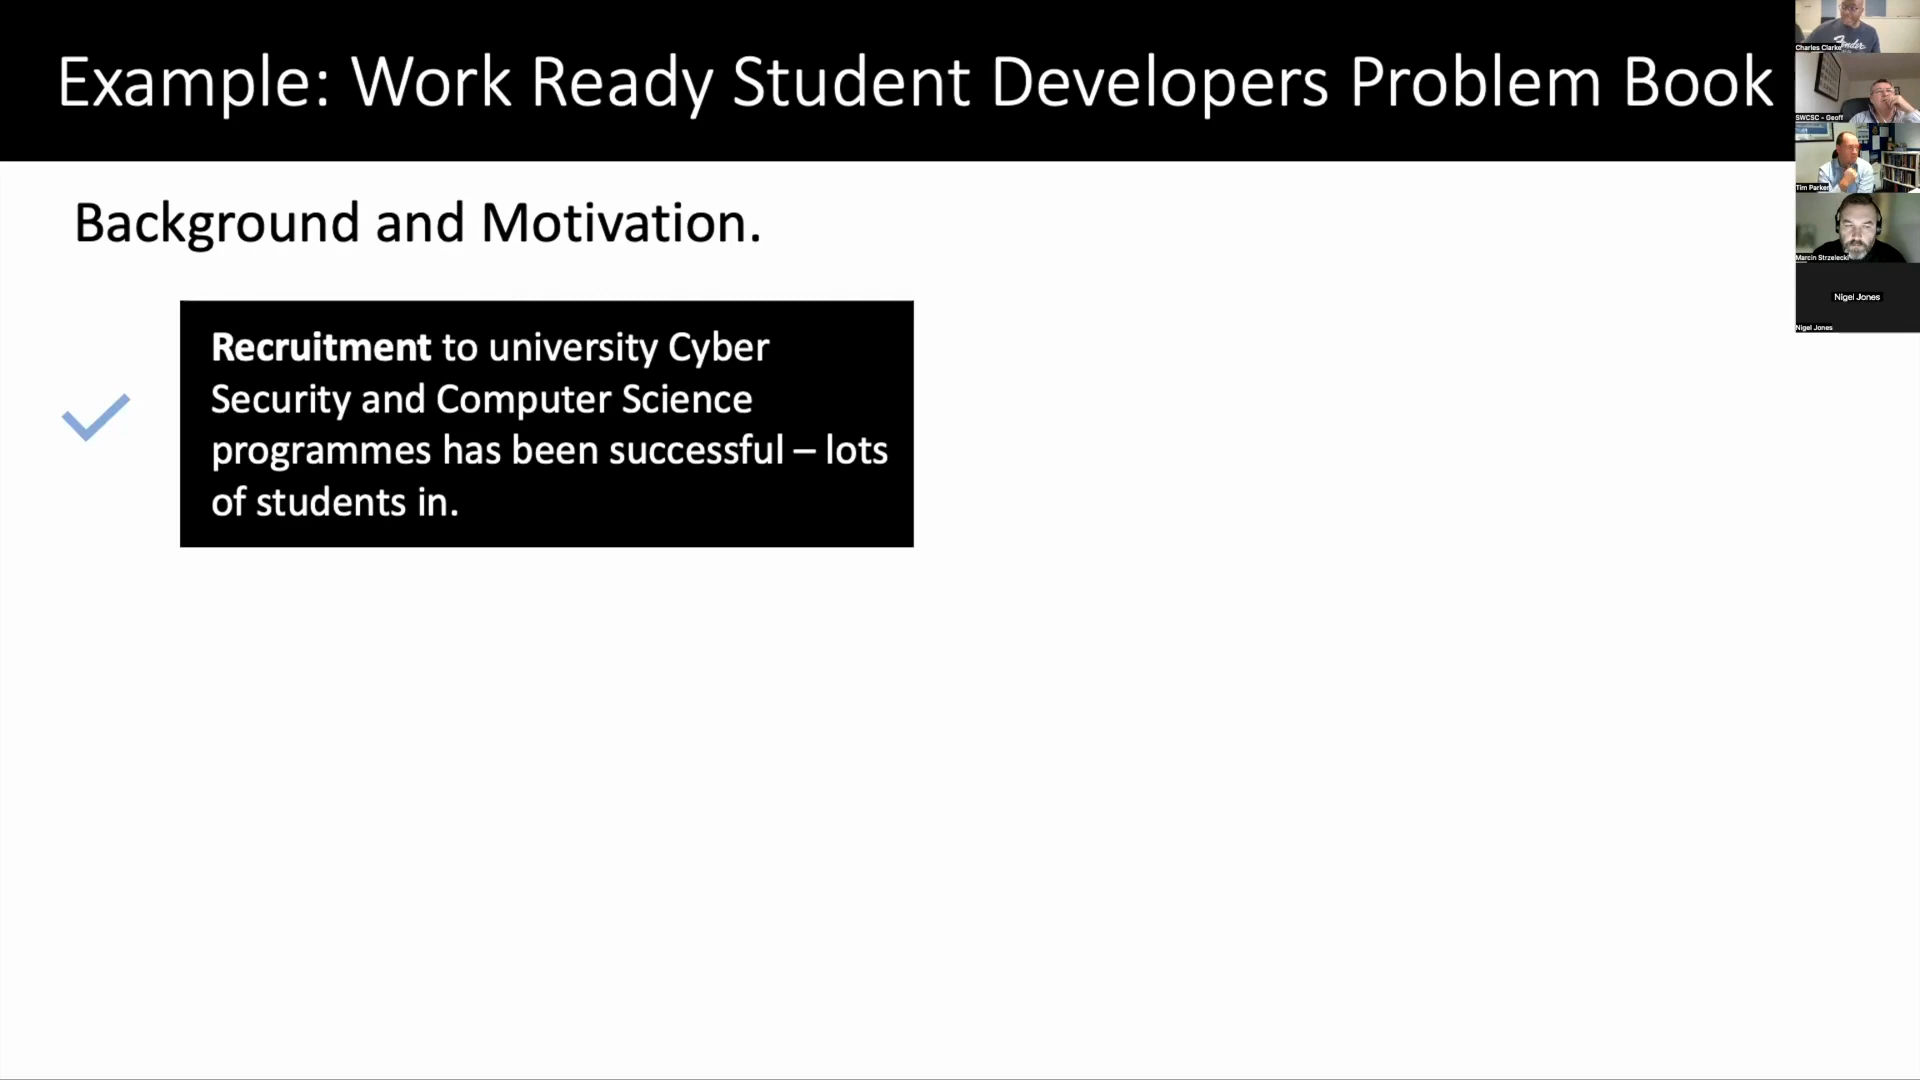 Example: Work Ready Student Developers Problem Book
Background and Motivation.
Recruitment to university Cyber
Security and Computer Science
programmes has been successful – lots
of students in.
Fender
Charles Clarke
SWCSC - Geoff
Tim Parker
Marcin Strzelecki
Nigel Jones
Nigel Jones